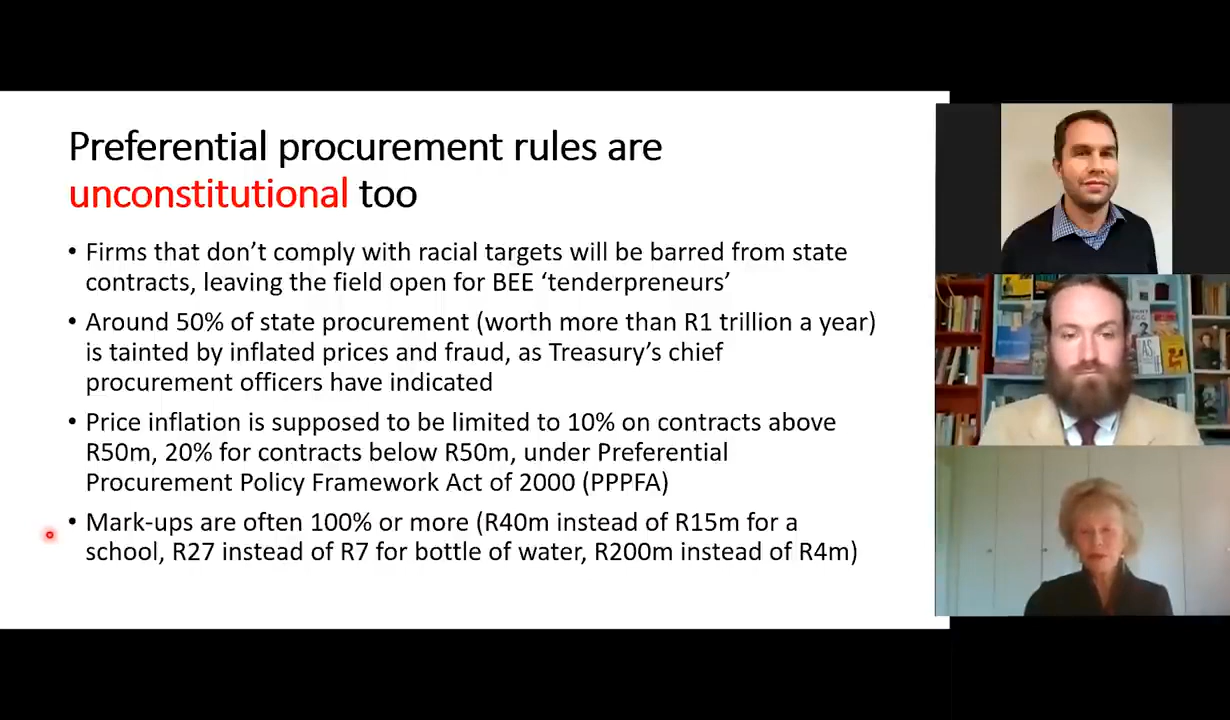 Preferential procurement rules are
unconstitutional too
• Firms that don’t comply with racial targets will be barred from state
contracts, leaving the field open for BEE ‘tenderpreneurs’
• Around 50% of state procurement (worth more than R1 trillion a year)
is tainted by inflated prices and fraud, as Treasury’s chief
procurement officers have indicated
• Price inflation is supposed to be limited to 10% on contracts above
R50m, 20% for contracts below R50m, under Preferential
Procurement Policy Framework Act of 2000 (PPPFA)
• Mark-ups are often 100% or more (R40m instead of R15m for a
school, R27 instead of R7 for bottle of water, R200m instead of R4m)